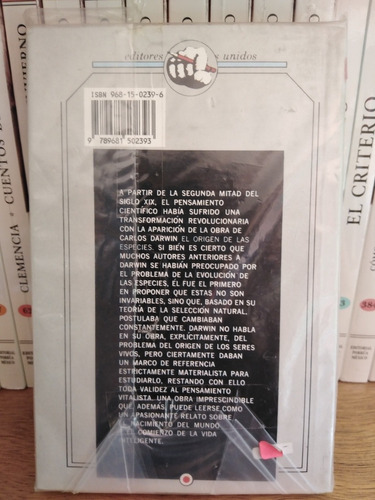 editores s unidos
ISBN 968-15-0239-6
9 789681 502393
A PARTIR DE LA SEGUNDA MITAD DEL
SIGLO XIX, EL PENSAMIENTO
CIENTÍFICO HABÍA SUFRIDO UNA
TRANSFORMACIÓN REVOLUCIONARIA
CON LA APARICIÓN DE LA OBRA DE
CARLOS DARWIN EL ORIGEN DE LAS
ESPECIES. SI BIEN ES CIERTO QUE
MUCHOS AUTORES ANTERIORES A
DARWIN SE HABÍAN PREOCUPADO POR
EL PROBLEMA DE LA EVOLUCIÓN DE
LAS ESPECIES, ÉL FUE EL PRIMERO
EN PROPONER QUE ESTAS NO SON
INVARIABLES, SINO QUE, BASADO EN SU
TEORÍA DE LA SELECCIÓN NATURAL,
POSTULABA QUE CAMBIABAN
CONSTANTEMENTE. DARWIN NO HABLA
EN SU OBRA, EXPLÍCITAMENTE, DEL
PROBLEMA DEL ORIGEN DE LOS SERES
VIVOS, PERO CIERTAMENTE DABAN
UN MARCO DE REFERENCIA
ESTRICTAMENTE MATERIALISTA PARA
ESTUDIARLO, RESTANDO CON ELLO
TODA VALIDEZ AL PENSAMIENTO
VITALISTA. UNA OBRA IMPRESCINDIBLE
QUE, ADEMÁS, PUEDE LEERSE COMO
UN APASIONANTE RELATO SOBRE
EL NACIMIENTO DEL MUNDO
Y EL COMIENZO DE LA VIDA
INTELIGENTE.
CLEMENCIA • CUENTOS DE
EL CRITERIO
EDITORIAL
PORRÚA
MÉXICO